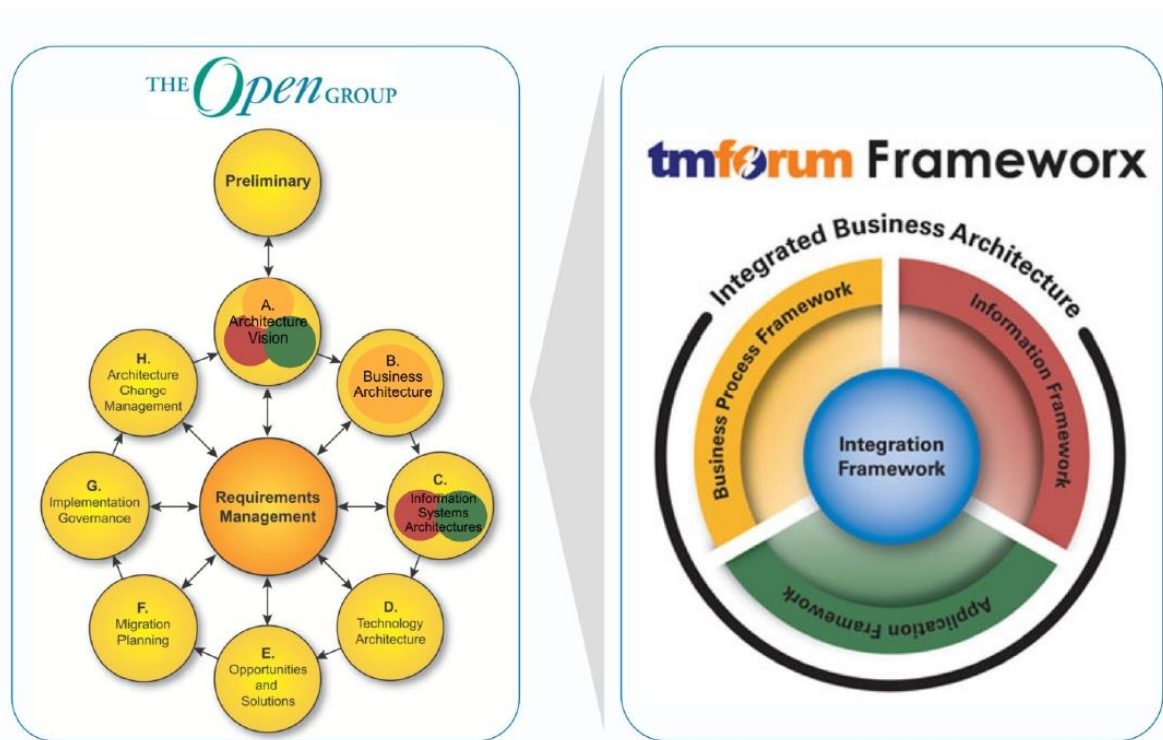 THE Open GROUP
Preliminary
A.
Architecture
Vision
B.
Business
Architecture
C.
Information
Systems
Architectures
D.
Technology
Architecture
E.
Opportunities
and
Solutions
F.
Migration
Planning
G.
Implementation
Governance
H.
Architecture
Change
Management
Requirements
Management
tmforum Frameworx
Integrated Business Architecture
Business Process Framework
Information Framework
Integration
Framework
Application Framework